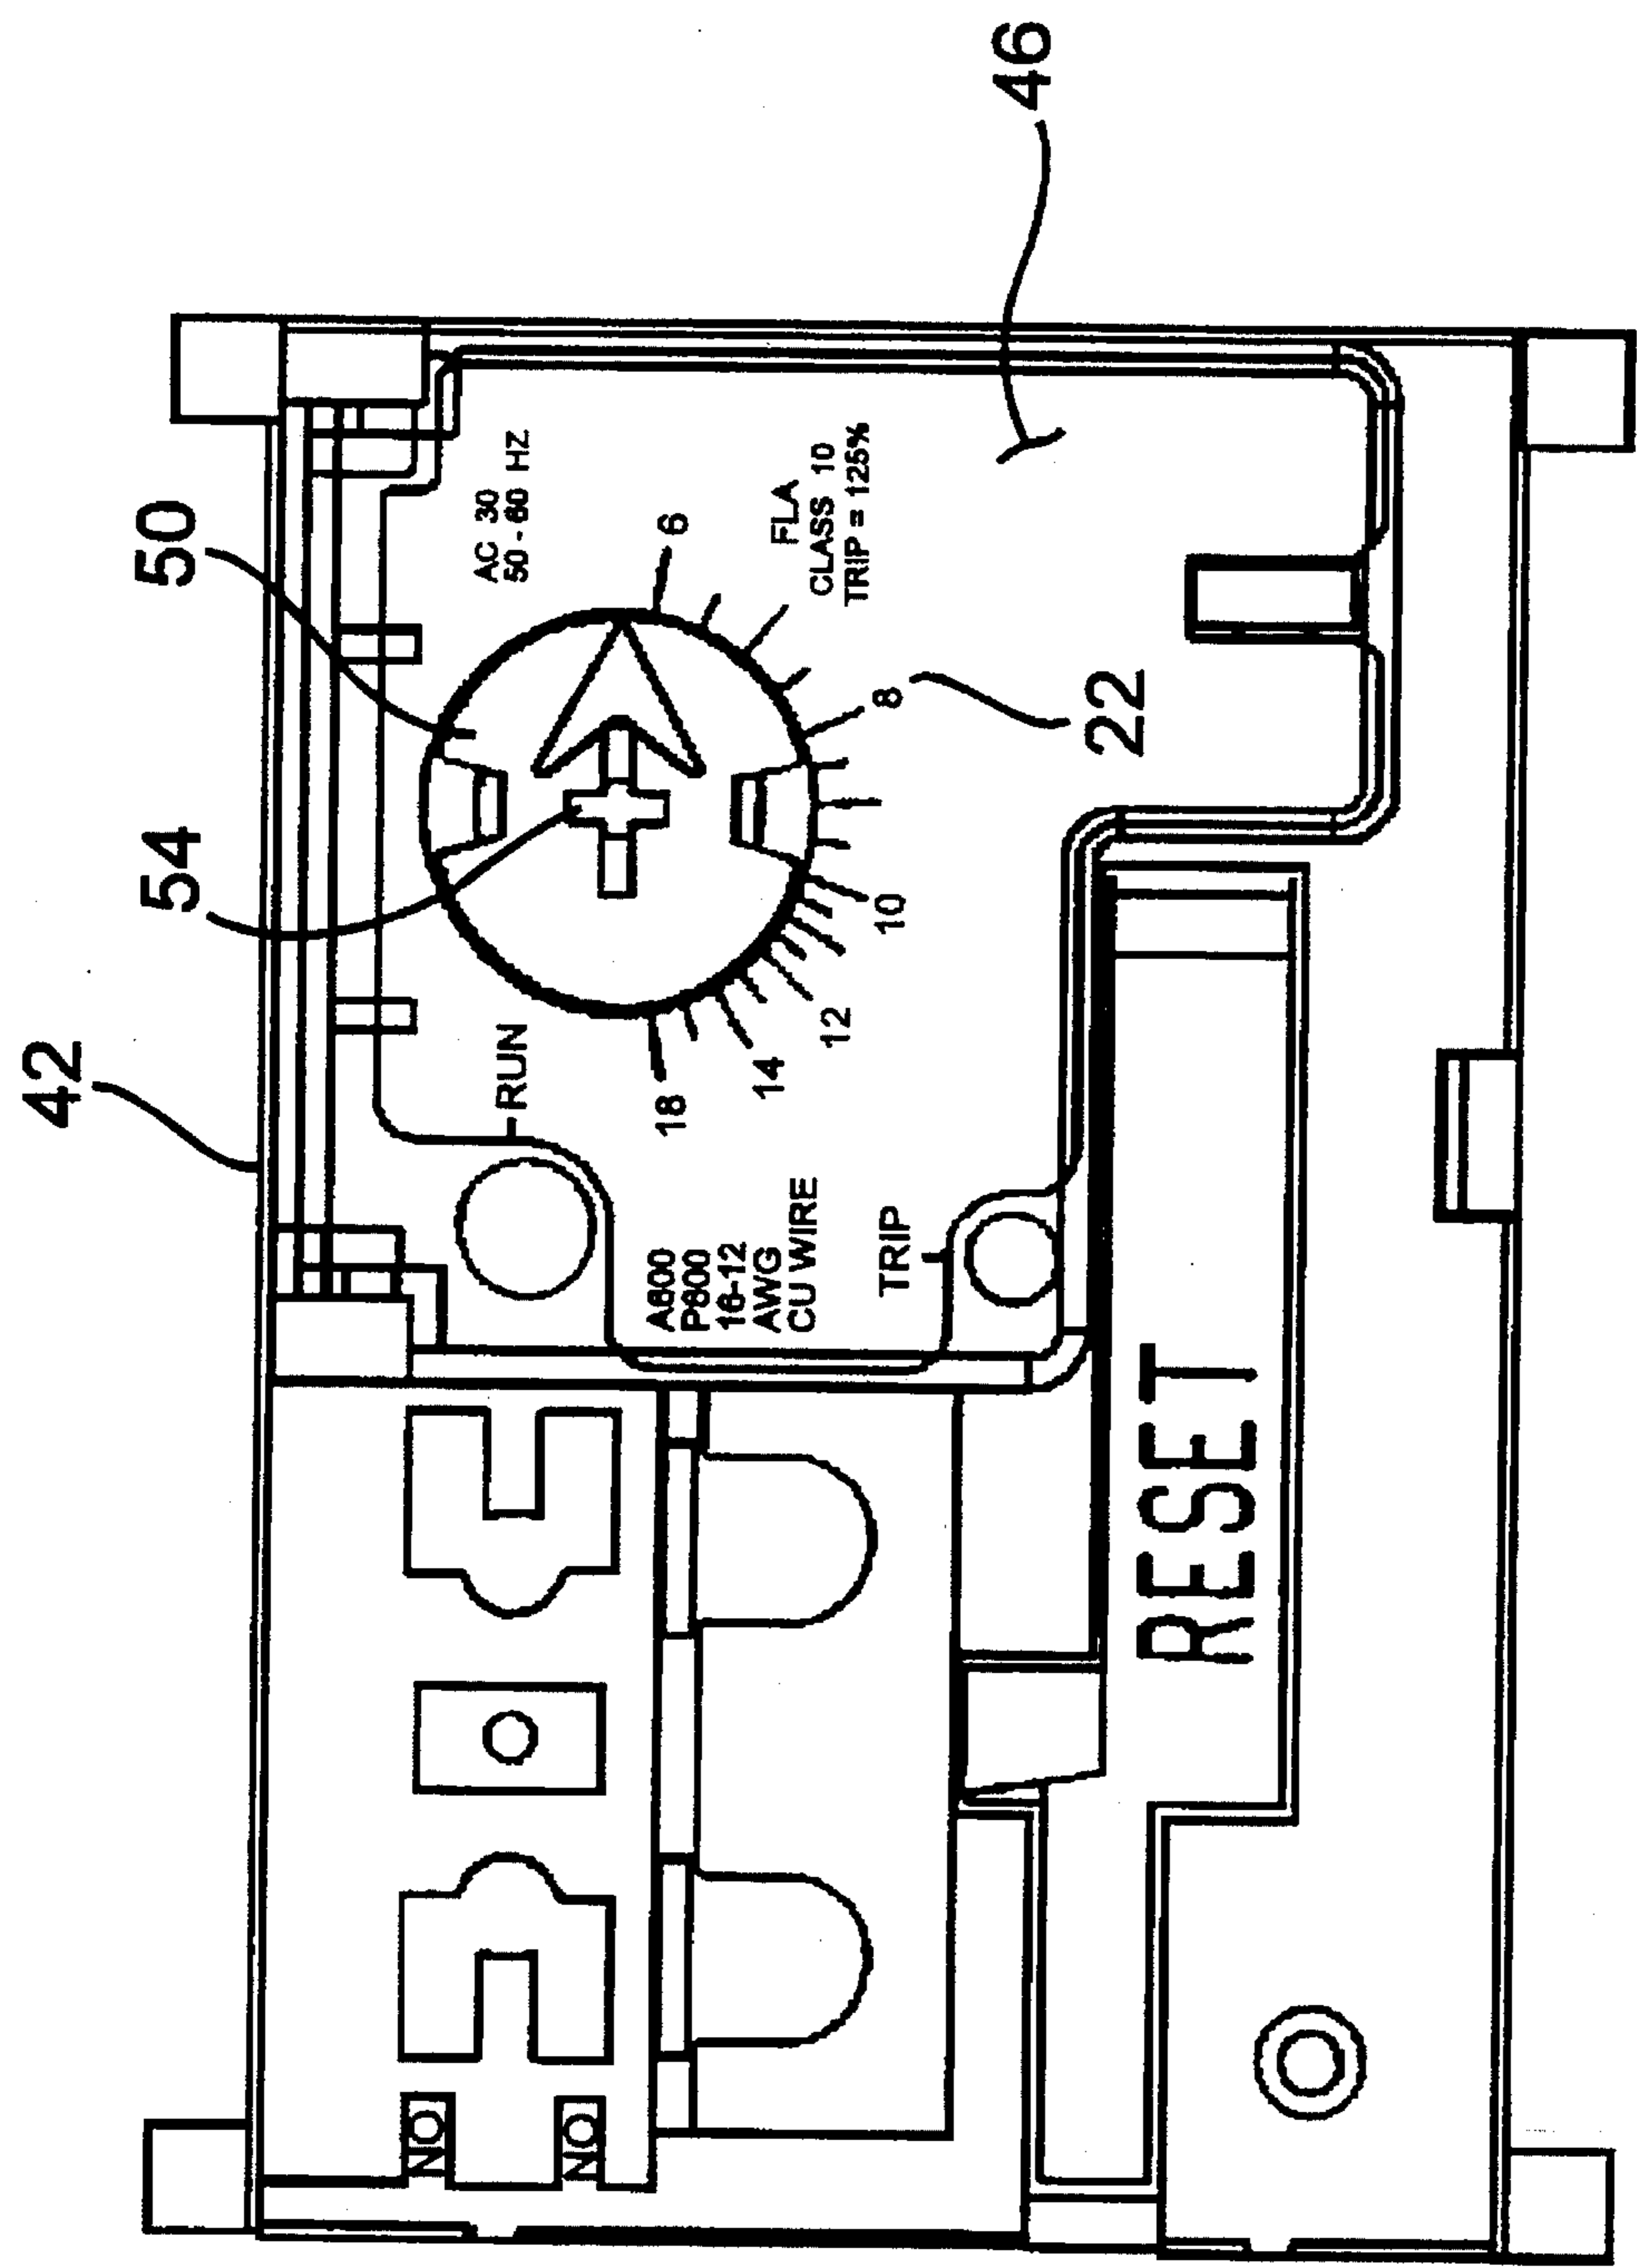 42
54
50
46
22
AC 30
50 - 60 HZ
6
8
10
12
14
18
FLA
CLASS 10
TRIP = 125%
RUN
A600
P600
16-12
AWG
CU WIRE
TRIP
RESET
NO
NO